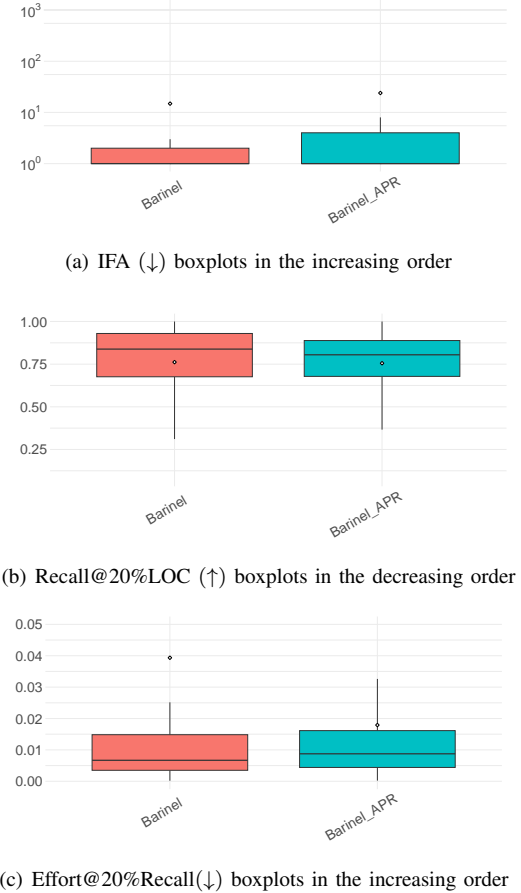 10³
10²
10¹
10⁰
Barinel
Barinel_APR
(a) IFA (↓) boxplots in the increasing order
1.00
0.75
0.50
0.25
Barinel
Barinel_APR
(b) Recall@20%LOC (↑) boxplots in the decreasing order
0.05
0.04
0.03
0.02
0.01
0.00
Barinel
Barinel_APR
(c) Effort@20%Recall(↓) boxplots in the increasing order